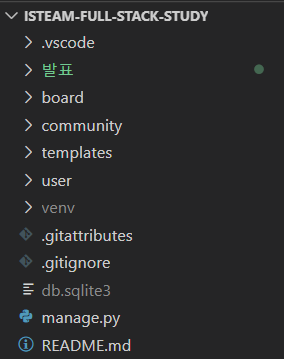 ISTEAM-FULL-STACK-STUDY
.vscode
발표
board
community
templates
user
venv
.gitattributes
.gitignore
db.sqlite3
manage.py
README.md